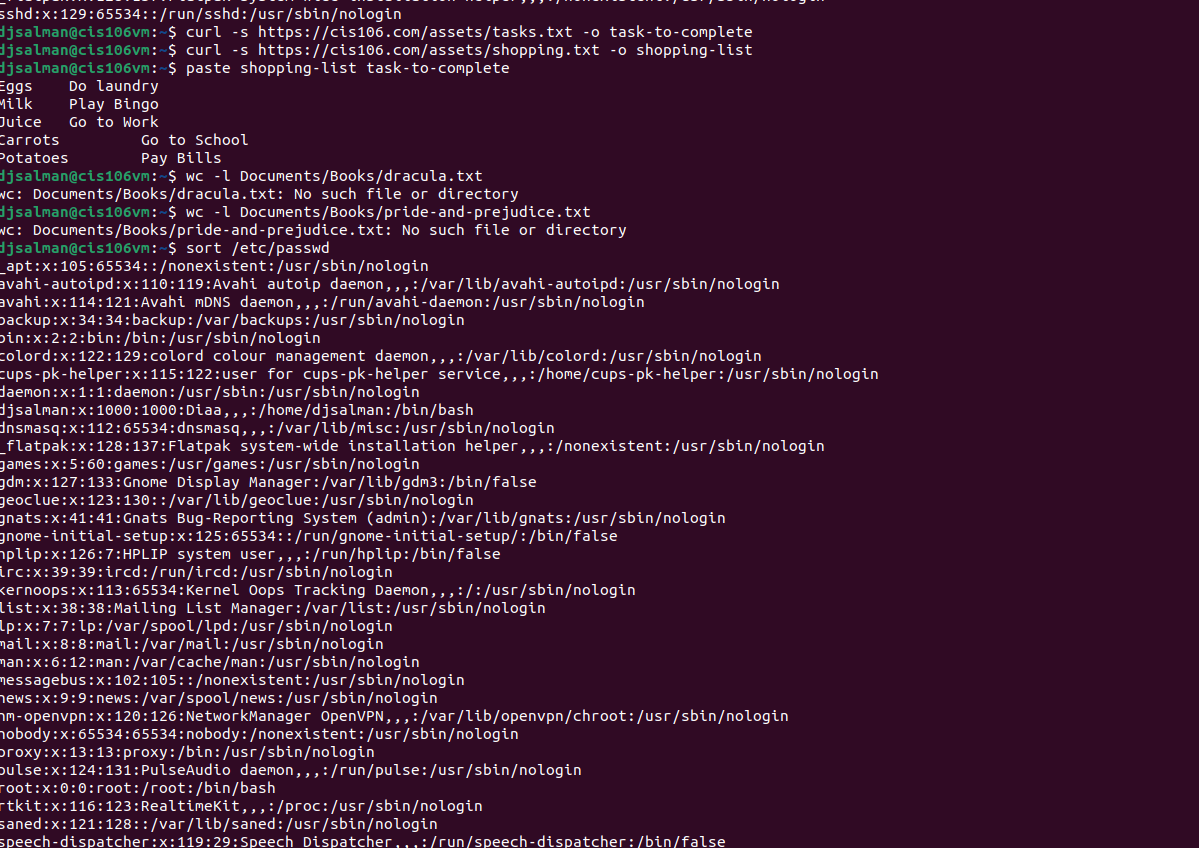 _flatpak:x:128:137:Flatpak system-wide installation helper,,,:/nonexistent:/usr/sbin/nologin
sshd:x:129:65534::/run/sshd:/usr/sbin/nologin
djsalman@cis106vm:~$ curl -s https://cis106.com/assets/tasks.txt -o task-to-complete
djsalman@cis106vm:~$ curl -s https://cis106.com/assets/shopping.txt -o shopping-list
djsalman@cis106vm:~$ paste shopping-list task-to-complete
Eggs    Do laundry
Milk    Play Bingo
Juice   Go to Work
Carrots         Go to School
Potatoes        Pay Bills
djsalman@cis106vm:~$ wc -l Documents/Books/dracula.txt
wc: Documents/Books/dracula.txt: No such file or directory
djsalman@cis106vm:~$ wc -l Documents/Books/pride-and-prejudice.txt
wc: Documents/Books/pride-and-prejudice.txt: No such file or directory
djsalman@cis106vm:~$ sort /etc/passwd
_apt:x:105:65534::/nonexistent:/usr/sbin/nologin
avahi-autoipd:x:110:119:Avahi autoip daemon,,,:/var/lib/avahi-autoipd:/usr/sbin/nologin
avahi:x:114:121:Avahi mDNS daemon,,,:/run/avahi-daemon:/usr/sbin/nologin
backup:x:34:34:backup:/var/backups:/usr/sbin/nologin
bin:x:2:2:bin:/bin:/usr/sbin/nologin
colord:x:122:129:colord colour management daemon,,,:/var/lib/colord:/usr/sbin/nologin
cups-pk-helper:x:115:122:user for cups-pk-helper service,,,:/home/cups-pk-helper:/usr/sbin/nologin
daemon:x:1:1:daemon:/usr/sbin:/usr/sbin/nologin
djsalman:x:1000:1000:Diaa,,,:/home/djsalman:/bin/bash
dnsmasq:x:112:65534:dnsmasq,,,:/var/lib/misc:/usr/sbin/nologin
_flatpak:x:128:137:Flatpak system-wide installation helper,,,:/nonexistent:/usr/sbin/nologin
games:x:5:60:games:/usr/games:/usr/sbin/nologin
gdm:x:127:133:Gnome Display Manager:/var/lib/gdm3:/bin/false
geoclue:x:123:130::/var/lib/geoclue:/usr/sbin/nologin
gnats:x:41:41:Gnats Bug-Reporting System (admin):/var/lib/gnats:/usr/sbin/nologin
gnome-initial-setup:x:125:65534::/run/gnome-initial-setup/:/bin/false
hplip:x:126:7:HPLIP system user,,,:/run/hplip:/bin/false
irc:x:39:39:ircd:/run/ircd:/usr/sbin/nologin
kernoops:x:113:65534:Kernel Oops Tracking Daemon,,,:/:/usr/sbin/nologin
list:x:38:38:Mailing List Manager:/var/list:/usr/sbin/nologin
lp:x:7:7:lp:/var/spool/lpd:/usr/sbin/nologin
mail:x:8:8:mail:/var/mail:/usr/sbin/nologin
man:x:6:12:man:/var/cache/man:/usr/sbin/nologin
messagebus:x:102:105::/nonexistent:/usr/sbin/nologin
news:x:9:9:news:/var/spool/news:/usr/sbin/nologin
nm-openvpn:x:120:126:NetworkManager OpenVPN,,,:/var/lib/openvpn/chroot:/usr/sbin/nologin
nobody:x:65534:65534:nobody:/nonexistent:/usr/sbin/nologin
proxy:x:13:13:proxy:/bin:/usr/sbin/nologin
pulse:x:124:131:PulseAudio daemon,,,:/run/pulse:/usr/sbin/nologin
root:x:0:0:root:/root:/bin/bash
rtkit:x:116:123:RealtimeKit,,,:/proc:/usr/sbin/nologin
saned:x:121:128::/var/lib/saned:/usr/sbin/nologin
speech-dispatcher:x:119:29:Speech Dispatcher,,,:/run/speech-dispatcher:/bin/false